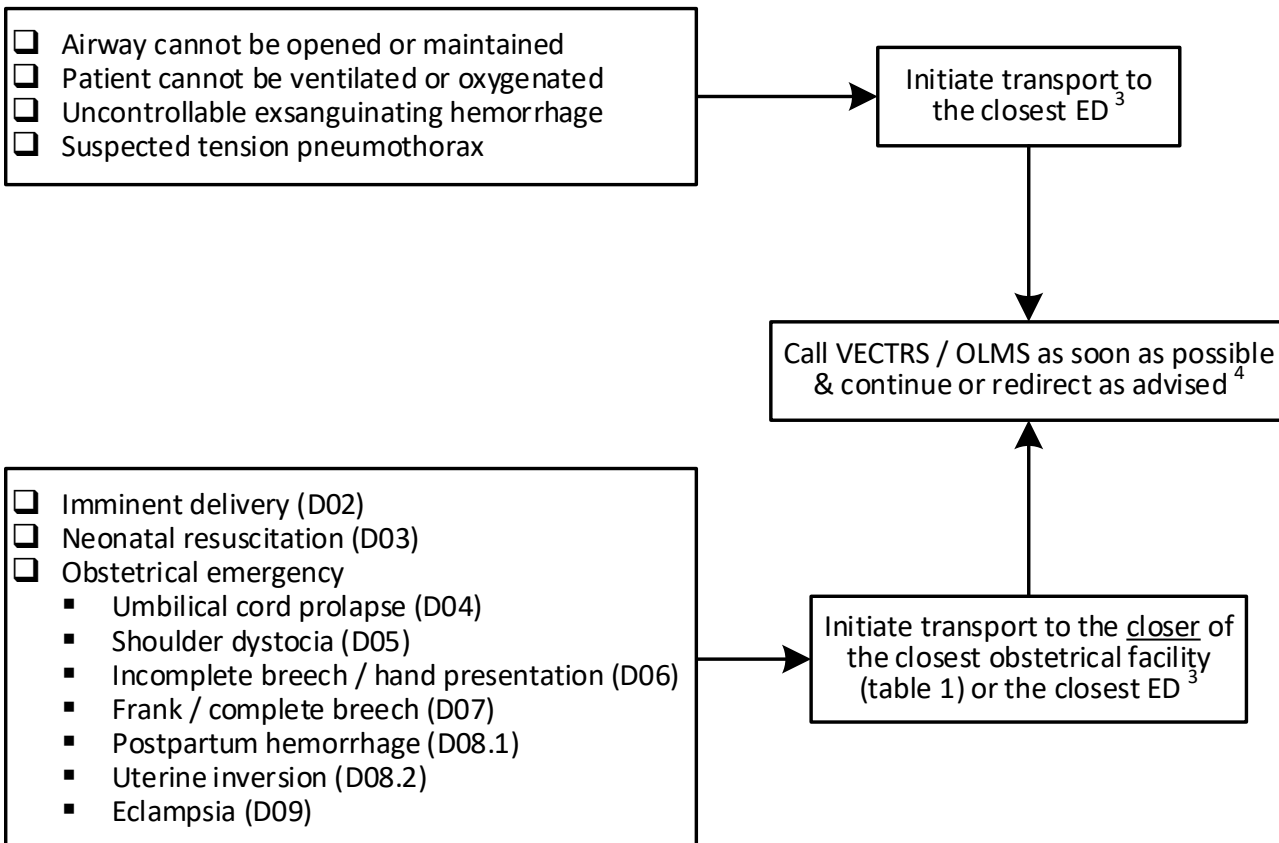 ❑ Airway cannot be opened or maintained
❑ Patient cannot be ventilated or oxygenated
❑ Uncontrollable exsanguinating hemorrhage
❑ Suspected tension pneumothorax
Initiate transport to
the closest ED 3
Call VECTRS / OLMS as soon as possible
& continue or redirect as advised 4
❑ Imminent delivery (D02)
❑ Neonatal resuscitation (D03)
❑ Obstetrical emergency
▪ Umbilical cord prolapse (D04)
▪ Shoulder dystocia (D05)
▪ Incomplete breech / hand presentation (D06)
▪ Frank / complete breech (D07)
▪ Postpartum hemorrhage (D08.1)
▪ Uterine inversion (D08.2)
▪ Eclampsia (D09)
Initiate transport to the closer of
the closest obstetrical facility
(table 1) or the closest ED 3